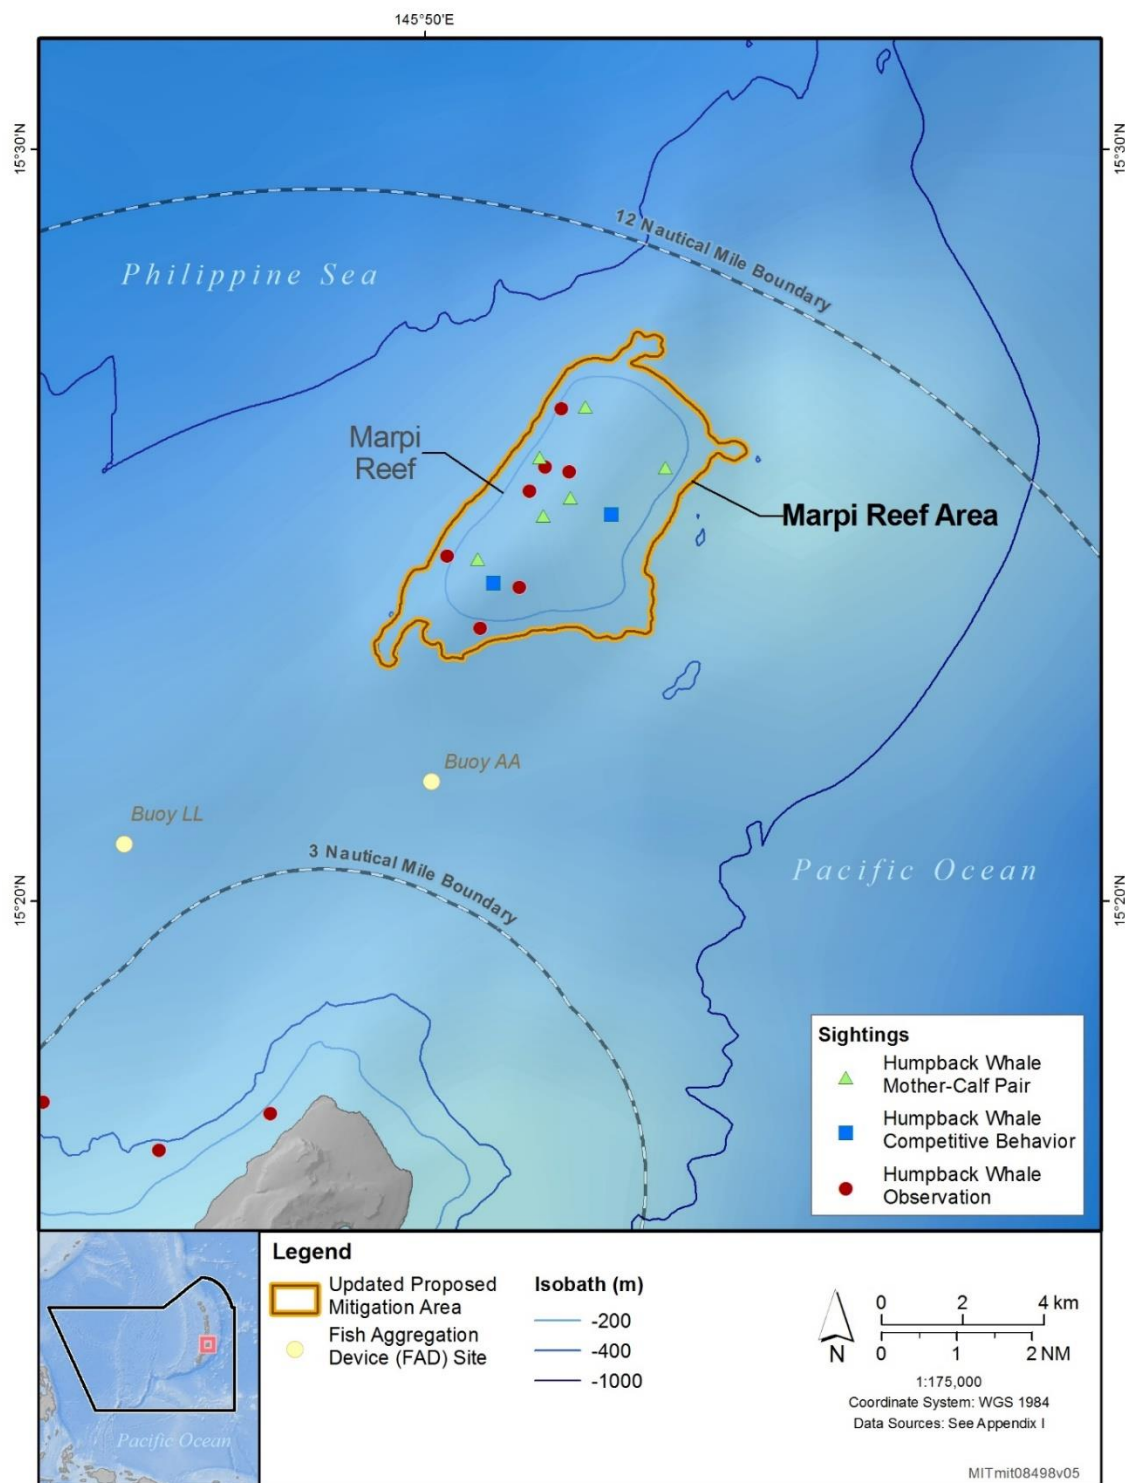 145°50'E
15°30'N
15°30'N
12 Nautical Mile Boundary
Philippine Sea
Marpi
Reef
Marpi Reef Area
Buoy AA
Buoy LL
3 Nautical Mile Boundary
Pacific Ocean
15°20'N
15°20'N
Sightings
Humpback Whale
Mother-Calf Pair
Humpback Whale
Competitive Behavior
Humpback Whale
Observation
Legend
Updated Proposed
Mitigation Area
Fish Aggregation
Device (FAD) Site
Isobath (m)
-200
-400
-1000
N
0 2 4 km
0 1 2 NM
1:175,000
Coordinate System: WGS 1984
Data Sources: See Appendix I
Pacific Ocean
MITmit08498v05